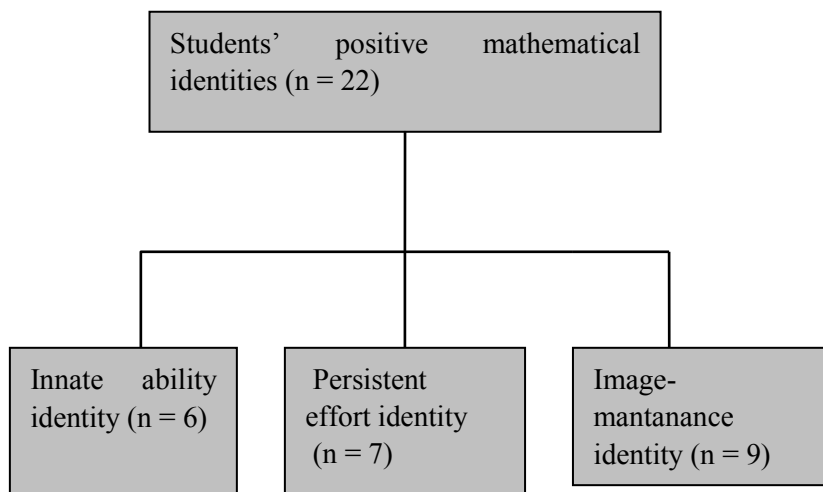 Students’ positive mathematical
identities (n = 22)
Innate ability
identity (n = 6)
Persistent
effort identity
(n = 7)
Image-
mantanance
identity (n = 9)